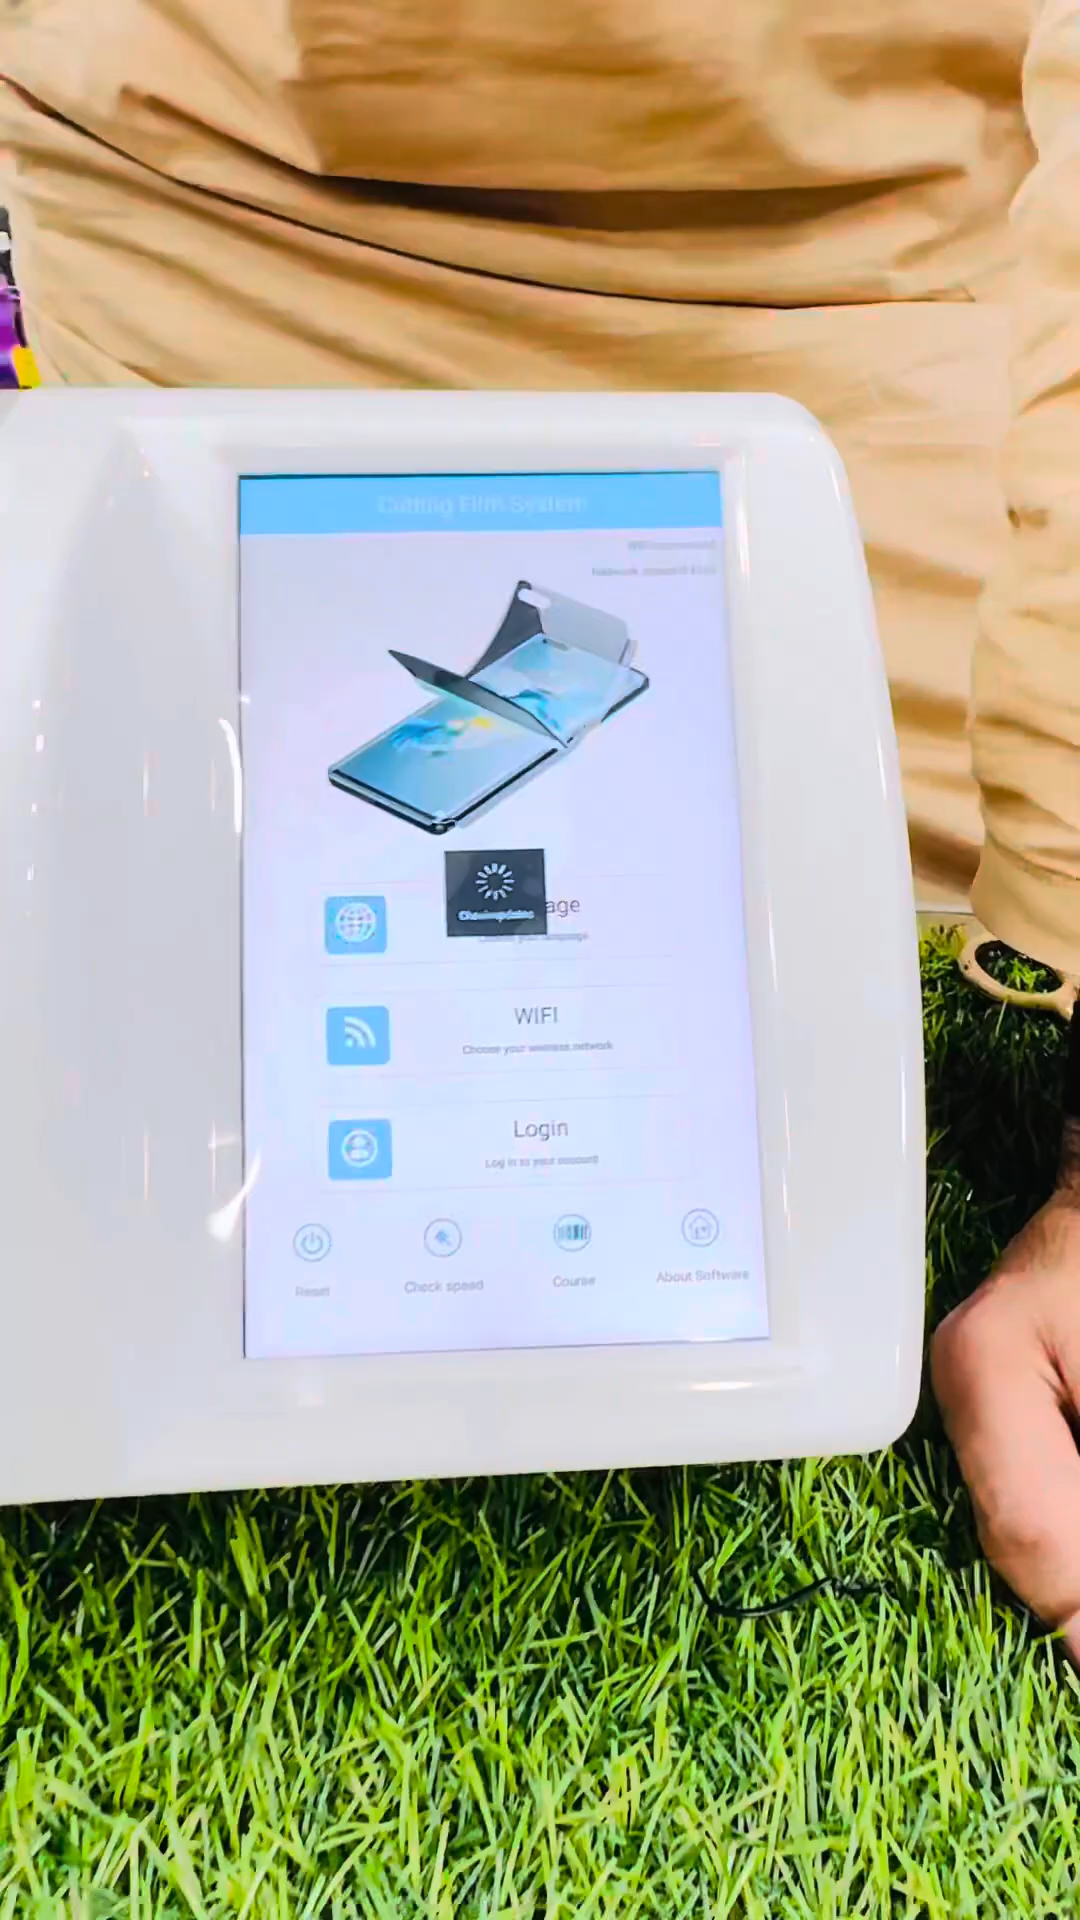 Cutting Film System
age
WIFI
Choose your wireless network
Login
Log in to your account
Reset
Check speed
Course
About Software